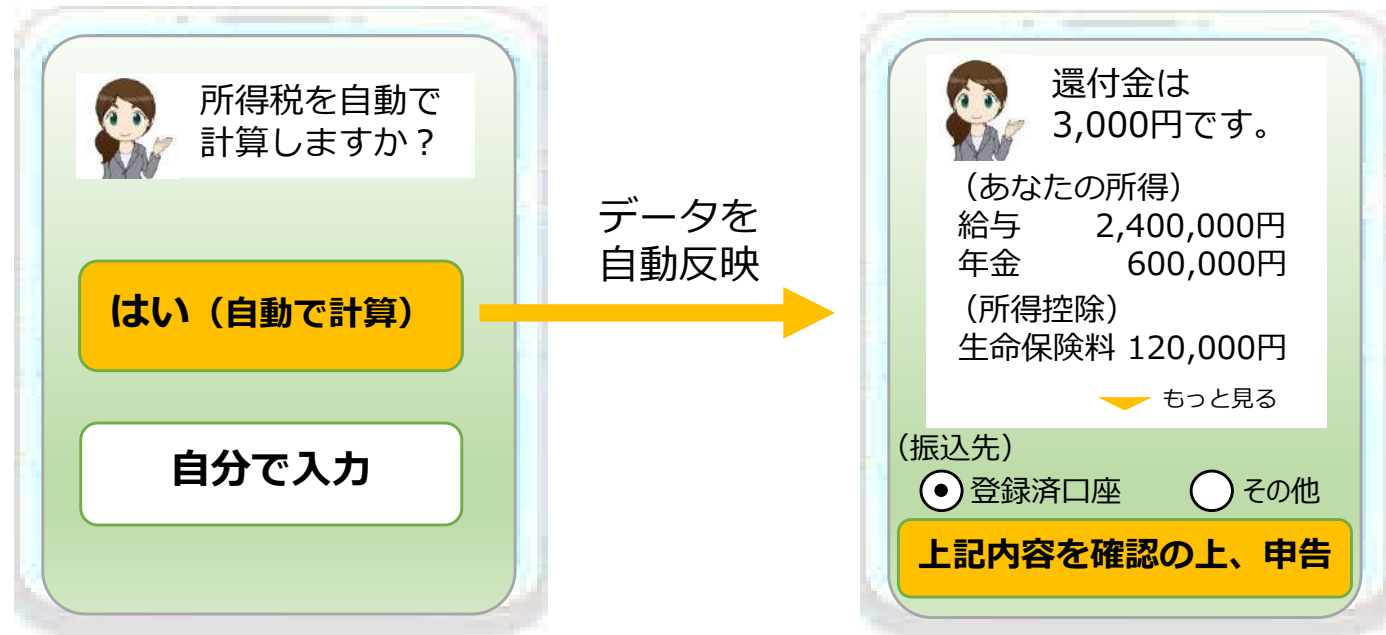 所得税を自動で
計算しますか？
はい（自動で計算）
自分で入力
データを
自動反映
還付金は
3,000円です。
（あなたの所得）
給与 2,400,000円
年金 600,000円
（所得控除）
生命保険料 120,000円
もっと見る
（振込先）
登録済口座 その他
上記内容を確認の上、申告